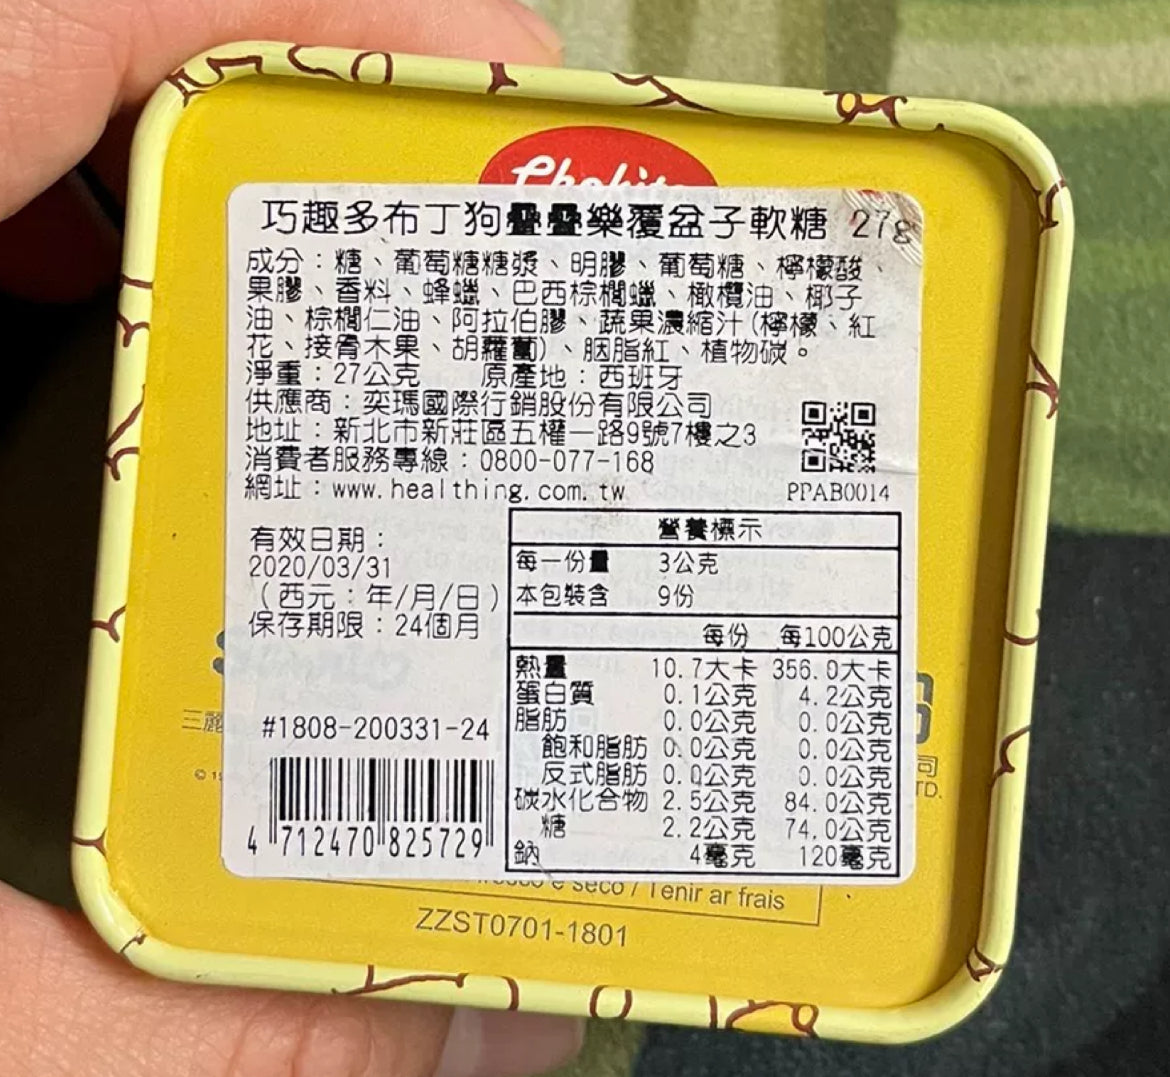 Chokito
巧趣多布丁狗疊疊樂覆盆子軟糖 27g
成分：糖、葡萄糖糖漿、明膠、葡萄糖、檸檬酸、
果膠、香料、蜂蠟、巴西棕櫚蠟、橄欖油、椰子
油、棕櫚仁油、阿拉伯膠、蔬果濃縮汁(檸檬、紅
花、接骨木果、胡蘿蔔)、胭脂紅、植物碳。
淨重：27公克 原產地：西班牙
供應商：奕瑪國際行銷股份有限公司
地址：新北市新莊區五權一路9號7樓之3
消費者服務專線：0800-077-168
網址：www.healthing.com.tw
PPAB0014
有效日期：
2020/03/31
（西元：年/月/日）
保存期限：24個月
#1808-200331-24
4 712470 825729
營養標示
每一份量 3公克
本包裝含 9份
每份 每100公克
熱量 10.7大卡 356.0大卡
蛋白質 0.1公克 4.2公克
脂肪 0.0公克 0.0公克
飽和脂肪 0.0公克 0.0公克
反式脂肪 0.0公克 0.0公克
碳水化合物 2.5公克 84.0公克
糖 2.2公克 74.0公克
鈉 4毫克 120毫克
三麗
司
TD.
e seco / Tenir ar frais
ZZST0701-1801